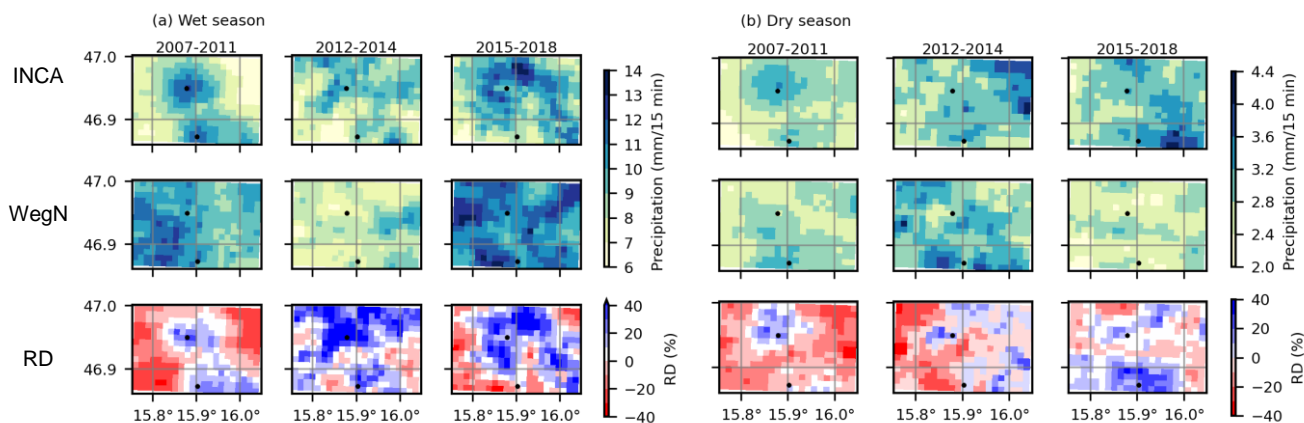 (a) Wet season
(b) Dry season
2007-2011 2012-2014 2015-2018
2007-2011 2012-2014 2015-2018
INCA
47.0
46.9
WegN
47.0
46.9
RD
47.0
46.9
15.8° 15.9° 16.0°
15.8° 15.9° 16.0°
15.8° 15.9° 16.0°
14
13
12
11
10
9
8
7
6
Precipitation (mm/15 min)
40
20
0
−20
−40
RD (%)
15.8° 15.9° 16.0°
15.8° 15.9° 16.0°
15.8° 15.9° 16.0°
4.4
4.0
3.6
3.2
2.8
2.4
2.0
Precipitation (mm/15 min)
40
20
0
−20
−40
RD (%)